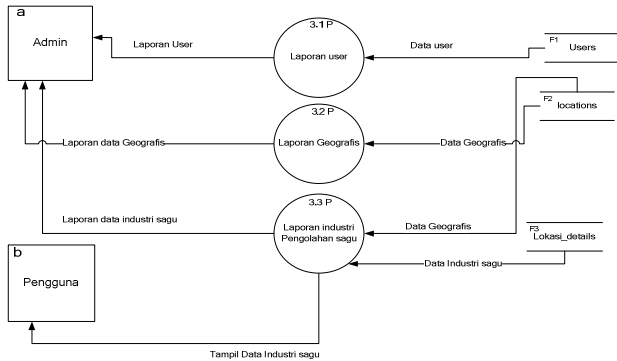 a
Admin
Laporan User
3.1 P
Laporan user
Data user
F1
Users
3.2 P
Laporan Geografis
Laporan data Geografis
Data Geografis
F2
locations
3.3 P
Laporan industri
Pengolahan sagu
Laporan data industri sagu
Data Geografis
F3
Lokasi_details
Data Industri sagu
b
Pengguna
Tampil Data Industri sagu